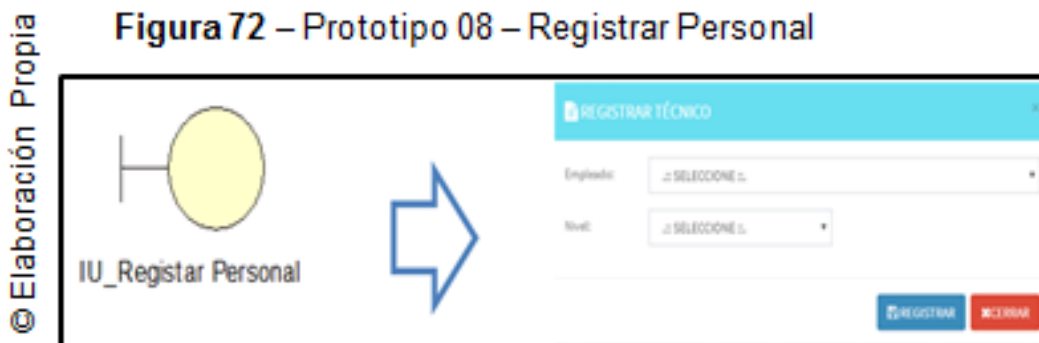 Figura 72 – Prototipo 08 – Registrar Personal
© Elaboración Propia
IU_Registar Personal
REGISTRAR TÉCNICO
Empleado:
.:: SELECCIONE ::.
Nivel:
.:: SELECCIONE ::.
REGISTRAR
CERRAR